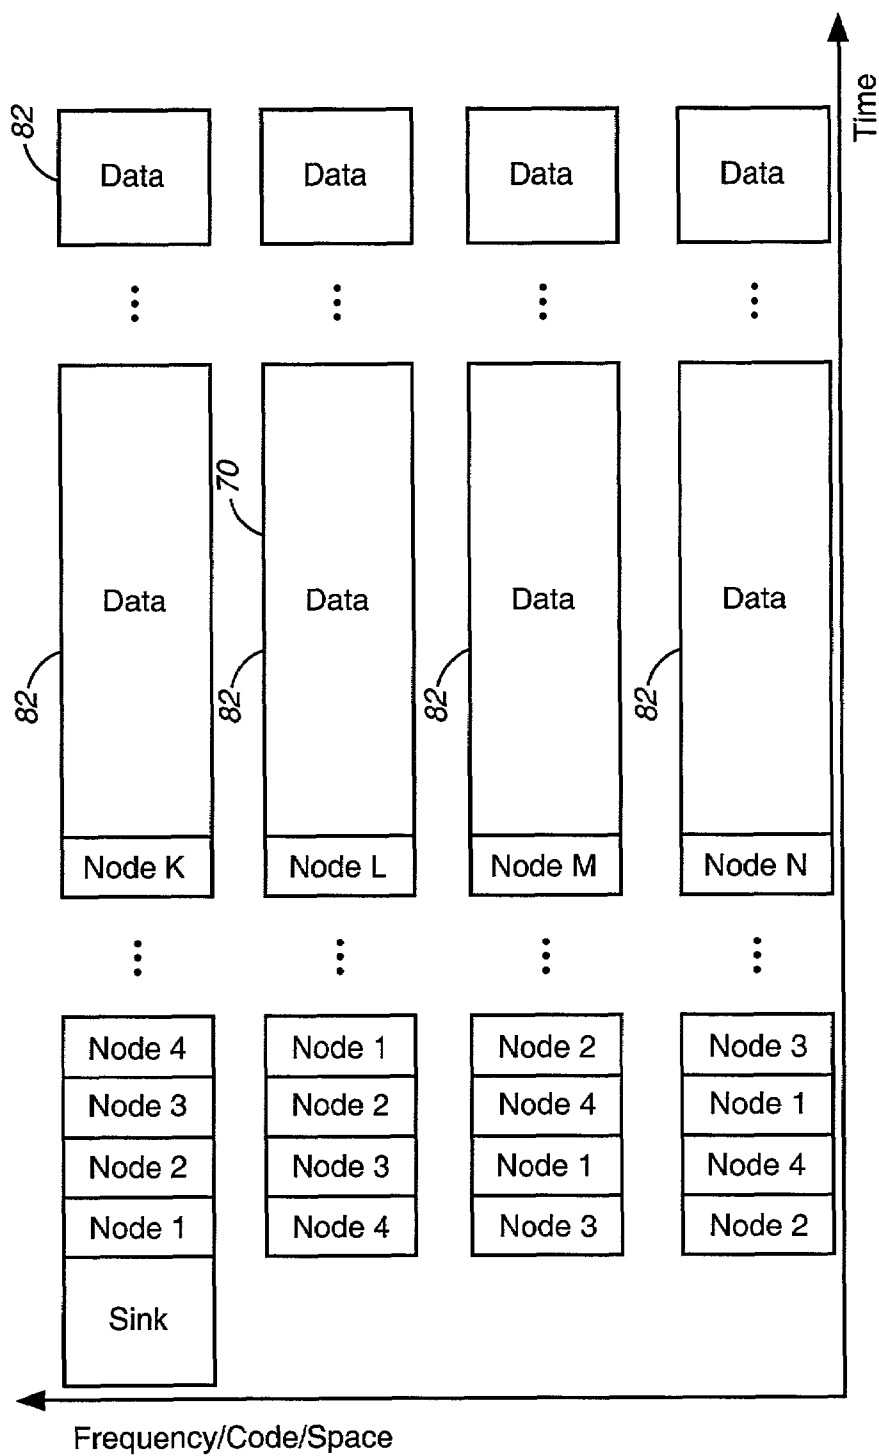 Time
82
Data Data Data Data
70
Data Data Data Data
82 82 82 82
Node K Node L Node M Node N
Node 4 Node 1 Node 2 Node 3
Node 3 Node 2 Node 4 Node 1
Node 2 Node 3 Node 1 Node 4
Node 1 Node 4 Node 3 Node 2
Sink
Frequency/Code/Space